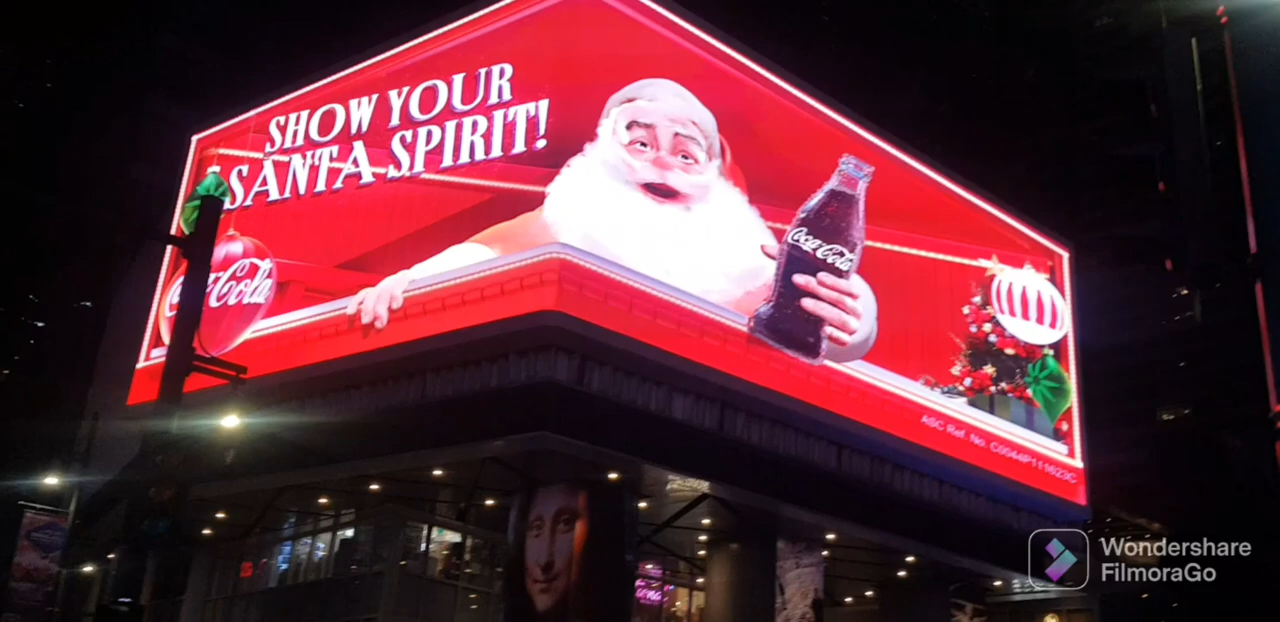 SHOW YOUR
SANTA SPIRIT!
Coca-Cola
Coca-Cola
ASC Ref. No. C0044P111623C
Wondershare
FilmoraGo